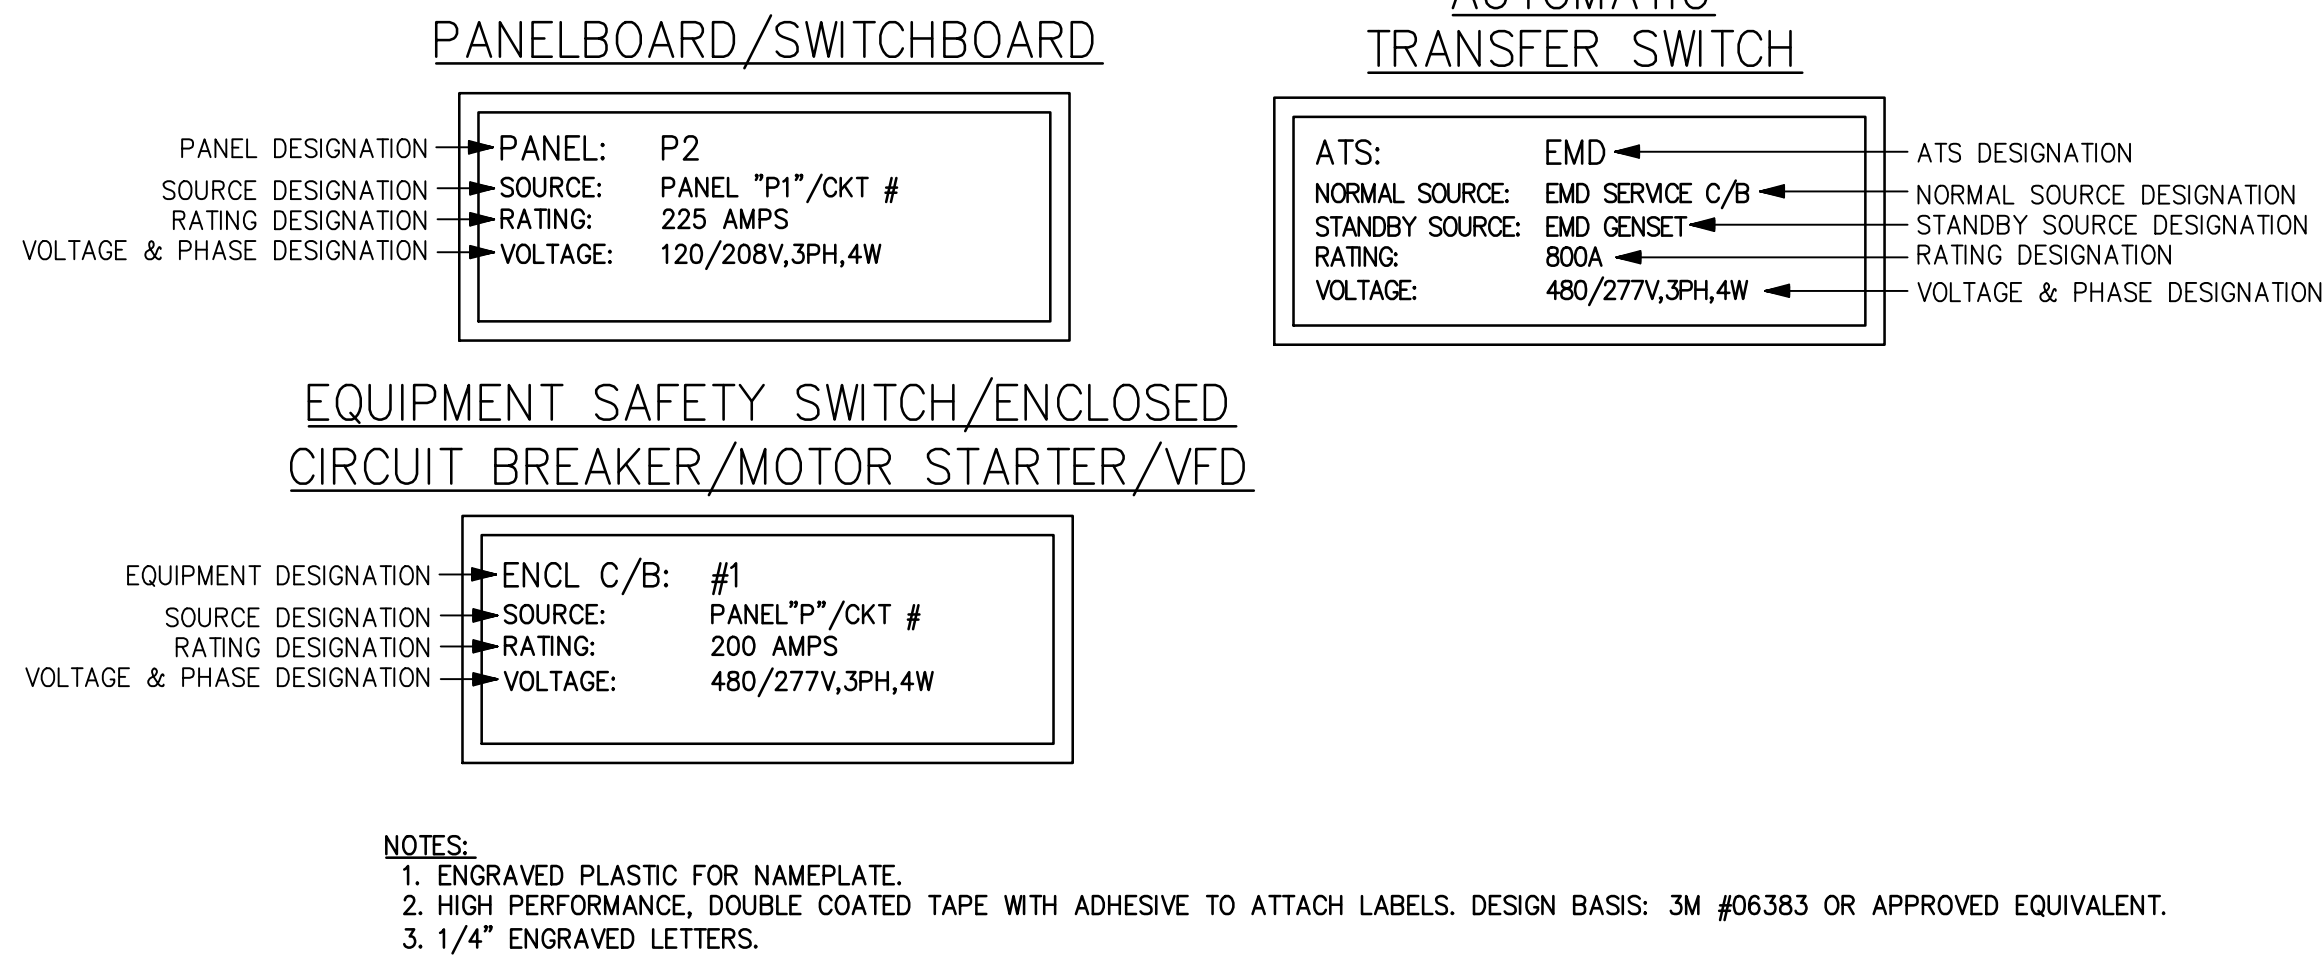 PANELBOARD/SWITCHBOARD
PANEL DESIGNATION
SOURCE DESIGNATION
RATING DESIGNATION
VOLTAGE & PHASE DESIGNATION
PANEL: P2
SOURCE: PANEL "P1"/CKT #
RATING: 225 AMPS
VOLTAGE: 120/208V,3PH,4W
AUTOMATIC
TRANSFER SWITCH
ATS: EMD
NORMAL SOURCE: EMD SERVICE C/B
STANDBY SOURCE: EMD GENSET
RATING: 800A
VOLTAGE: 480/277V,3PH,4W
ATS DESIGNATION
NORMAL SOURCE DESIGNATION
STANDBY SOURCE DESIGNATION
RATING DESIGNATION
VOLTAGE & PHASE DESIGNATION
EQUIPMENT SAFETY SWITCH/ENCLOSED
CIRCUIT BREAKER/MOTOR STARTER/VFD
EQUIPMENT DESIGNATION
SOURCE DESIGNATION
RATING DESIGNATION
VOLTAGE & PHASE DESIGNATION
ENCL C/B: #1
SOURCE: PANEL"P"/CKT #
RATING: 200 AMPS
VOLTAGE: 480/277V,3PH,4W
NOTES:
1. ENGRAVED PLASTIC FOR NAMEPLATE.
2. HIGH PERFORMANCE, DOUBLE COATED TAPE WITH ADHESIVE TO ATTACH LABELS. DESIGN BASIS: 3M #06383 OR APPROVED EQUIVALENT.
3. 1/4" ENGRAVED LETTERS.